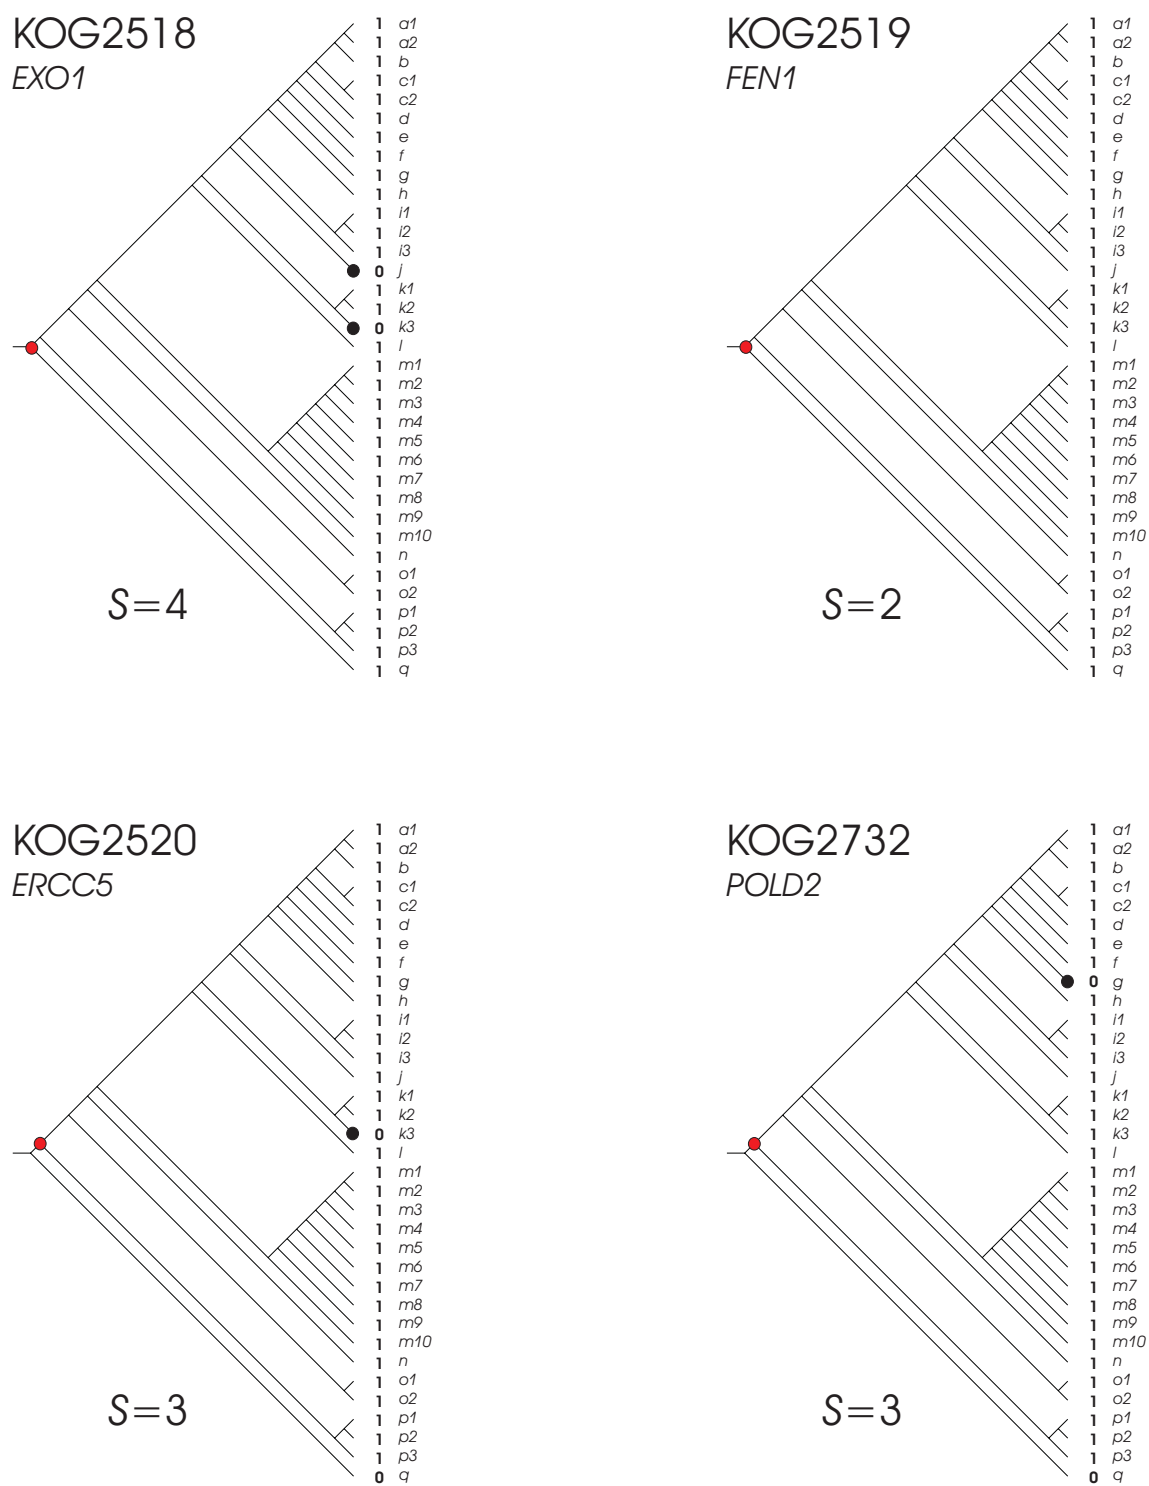 KOG2518
EXO1
1 a1
1 a2
1 b
1 c1
1 c2
1 d
1 e
1 f
1 g
1 h
1 i1
1 i2
1 i3
0 j
1 k1
1 k2
0 k3
1 l
1 m1
1 m2
1 m3
1 m4
1 m5
1 m6
1 m7
1 m8
1 m9
1 m10
1 n
1 o1
1 o2
1 p1
1 p2
1 p3
1 q
S=4
KOG2519
FEN1
1 a1
1 a2
1 b
1 c1
1 c2
1 d
1 e
1 f
1 g
1 h
1 i1
1 i2
1 i3
1 j
1 k1
1 k2
1 k3
1 l
1 m1
1 m2
1 m3
1 m4
1 m5
1 m6
1 m7
1 m8
1 m9
1 m10
1 n
1 o1
1 o2
1 p1
1 p2
1 p3
1 q
S=2
KOG2520
ERCC5
1 a1
1 a2
1 b
1 c1
1 c2
1 d
1 e
1 f
1 g
1 h
1 i1
1 i2
1 i3
1 j
1 k1
1 k2
0 k3
1 l
1 m1
1 m2
1 m3
1 m4
1 m5
1 m6
1 m7
1 m8
1 m9
1 m10
1 n
1 o1
1 o2
1 p1
1 p2
1 p3
0 q
S=3
KOG2732
POLD2
1 a1
1 a2
1 b
1 c1
1 c2
1 d
1 e
1 f
0 g
1 h
1 i1
1 i2
1 i3
1 j
1 k1
1 k2
1 k3
1 l
1 m1
1 m2
1 m3
1 m4
1 m5
1 m6
1 m7
1 m8
1 m9
1 m10
1 n
1 o1
1 o2
1 p1
1 p2
1 p3
0 q
S=3